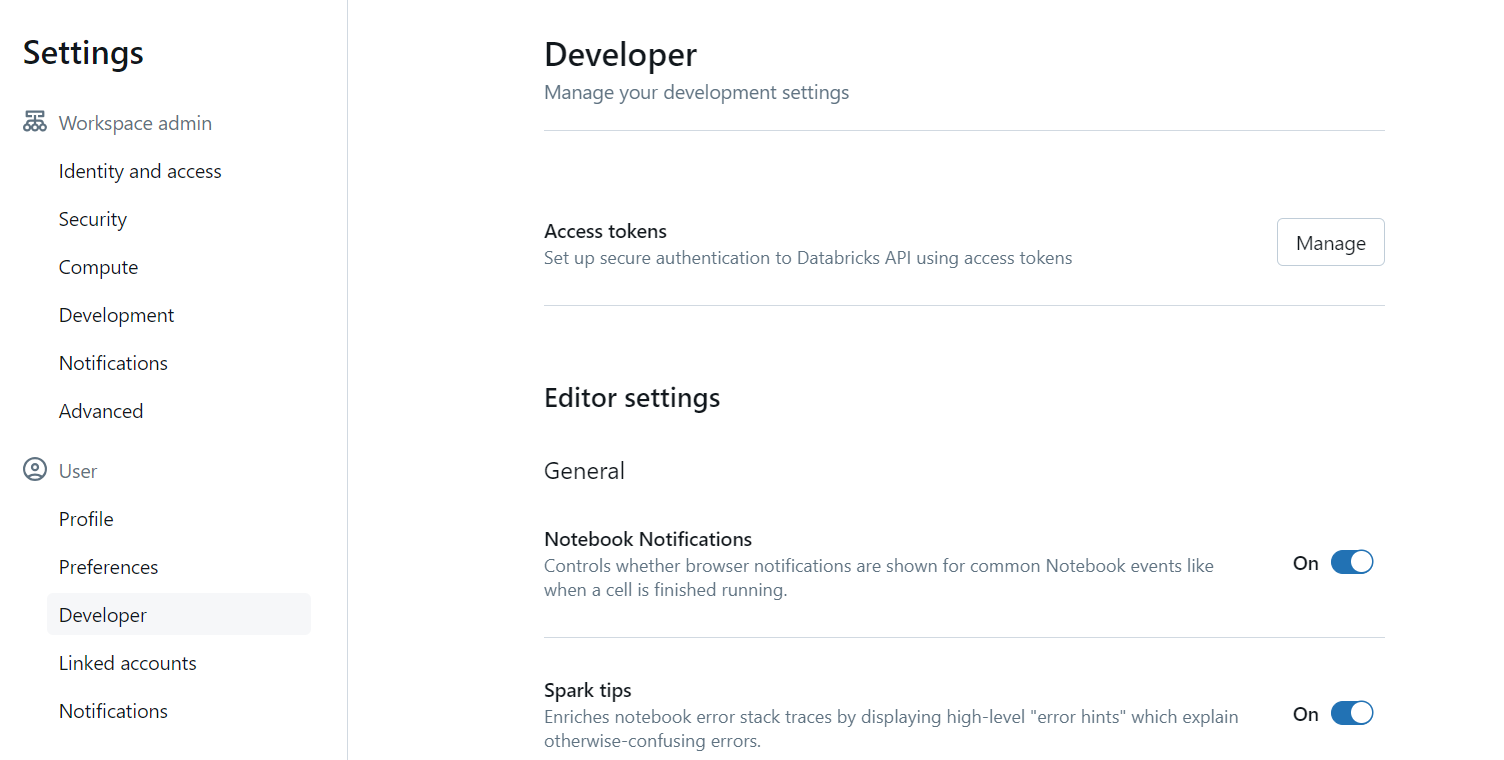 Settings
Workspace admin
Identity and access
Security
Compute
Development
Notifications
Advanced
User
Profile
Preferences
Developer
Linked accounts
Notifications
Developer
Manage your development settings
Access tokens
Set up secure authentication to Databricks API using access tokens
Manage
Editor settings
General
Notebook Notifications
Controls whether browser notifications are shown for common Notebook events like
when a cell is finished running.
On
Spark tips
Enriches notebook error stack traces by displaying high-level "error hints" which explain
otherwise-confusing errors.
On